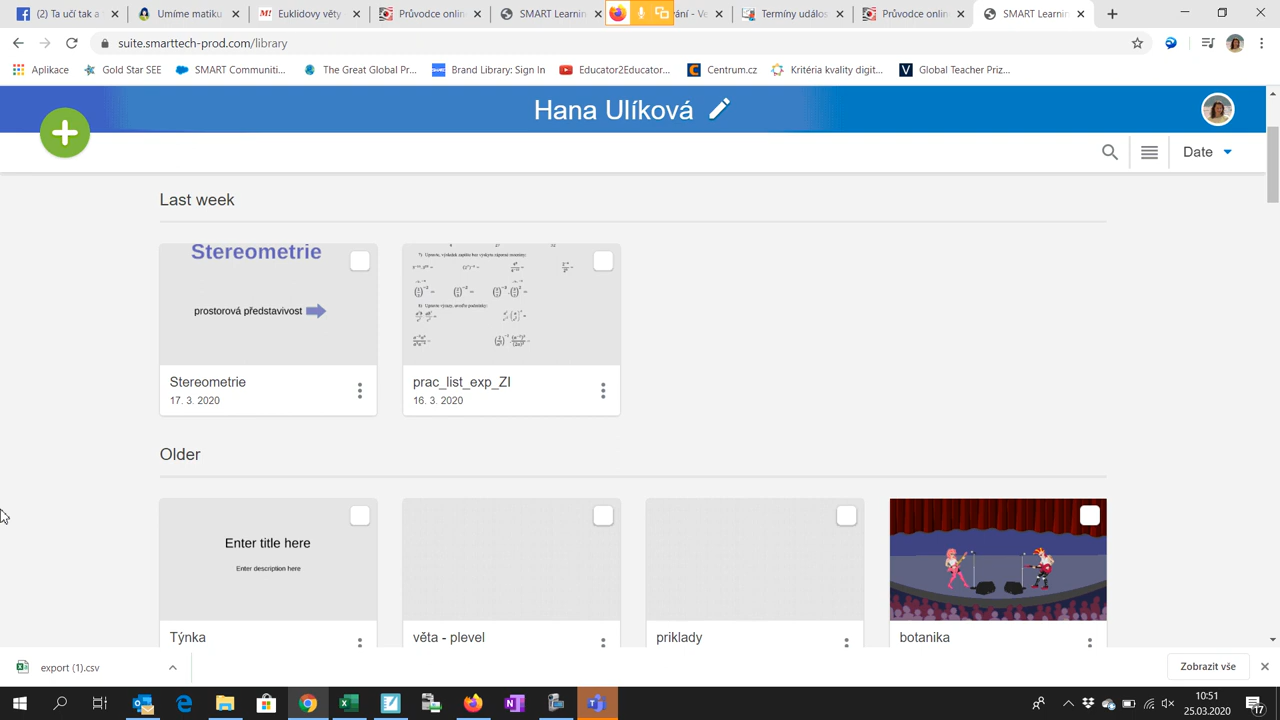 (2) Ta učí tak a
Umíme matiku
Euklidovy vět
Průvodce onlin
SMART Learnin
ání - Ve
Termíny událos
Průvodce onlin
SMART Learnin
suite.smarttech-prod.com/library
Aplikace
Gold Star SEE
SMART Communiti...
The Great Global Pr...
Brand Library: Sign In
Educator2Educator...
Centrum.cz
Kritéria kvality digit...
Global Teacher Priz...
Hana Ulíková
Date
Last week
Stereometrie
prostorová představivost
Stereometrie
17. 3. 2020
prac_list_exp_ZI
16. 3. 2020
Older
Enter title here
Enter description here
Týnka
věta - plevel
priklady
botanika
export (1).csv
Zobrazit vše
10:51
25.03.2020
17